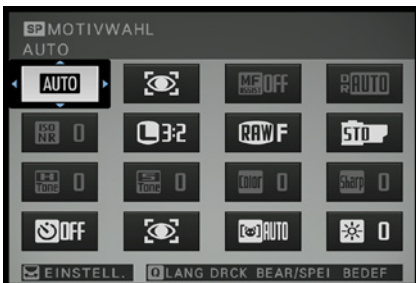 SP MOTIVWAHL
AUTO
AUTO MF ASSIST OFF DR AUTO
ISO NR 0 L 3:2 RAW F STD
H Tone 0 S Tone 0 Color 0 Sharp 0
OFF AUTO 0
EINSTELL. Q LANG DRCK BEAR/SPEI BEDEF